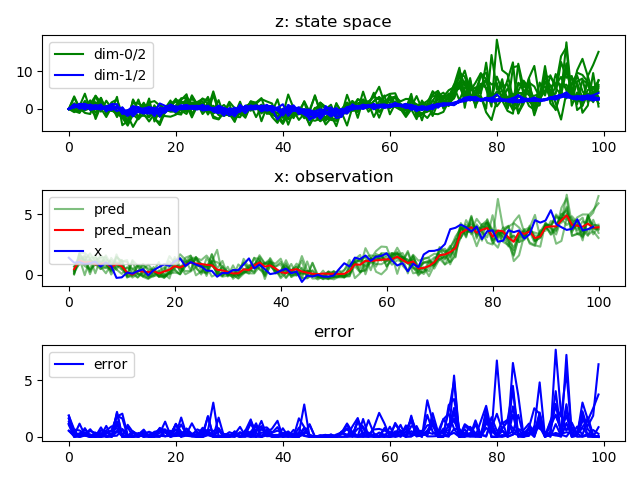 z: state space
dim-0/2
dim-1/2
10
0
0 20 40 60 80 100
x: observation
pred
pred_mean
x
5
0
0 20 40 60 80 100
error
error
5
0
0 20 40 60 80 100